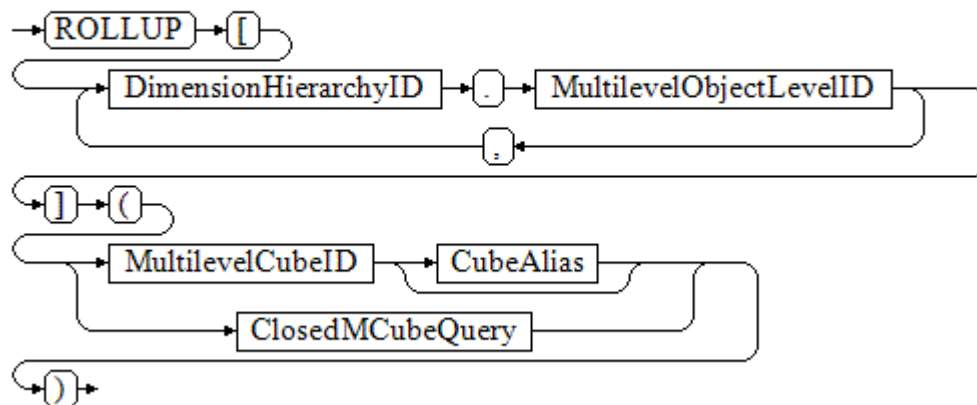 ROLLUP [
DimensionHierarchyID . MultilevelObjectLevelID
,
] (
MultilevelCubeID CubeAlias
ClosedMCubeQuery
)